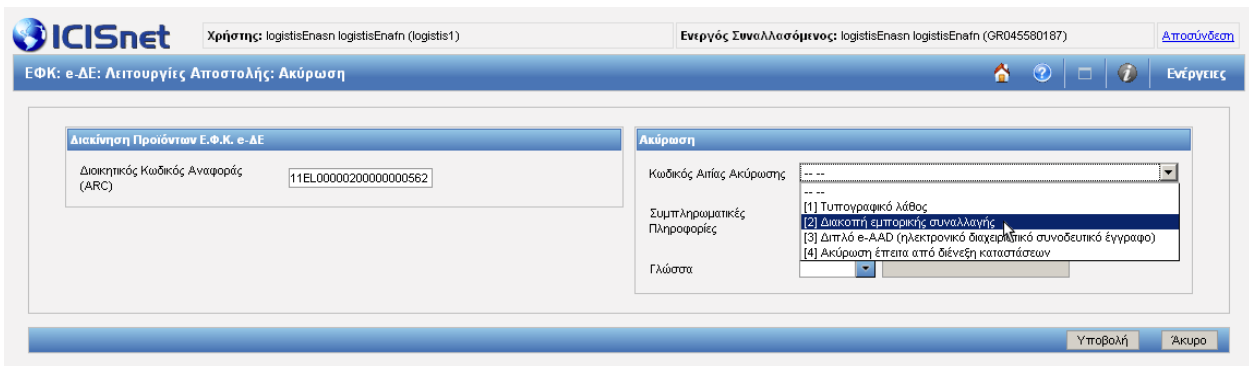 ICISnet
Χρήστης: logistisEnasn logistisEnafn (logistis1)
Ενεργός Συναλλασόμενος: logistisEnasn logistisEnafn (GR045580187)
Αποσύνδεση
ΕΦΚ: e-ΔΕ: Λειτουργίες Αποστολής: Ακύρωση
Ενέργειες
Διακίνηση Προϊόντων Ε.Φ.Κ. e-ΔΕ
Διοικητικός Κωδικός Αναφοράς
(ARC)
11EL00000200000000562
Ακύρωση
Κωδικός Αιτίας Ακύρωσης
-- --
-- --
[1] Τυπογραφικό λάθος
[2] Διακοπή εμπορικής συναλλαγής
[3] Διπλό e-AAD (ηλεκτρονικό διαχειριστικό συνοδευτικό έγγραφο)
[4] Ακύρωση έπειτα από διένεξη καταστάσεων
Συμπληρωματικές
Πληροφορίες
Γλώσσα
Υποβολή
Άκυρο